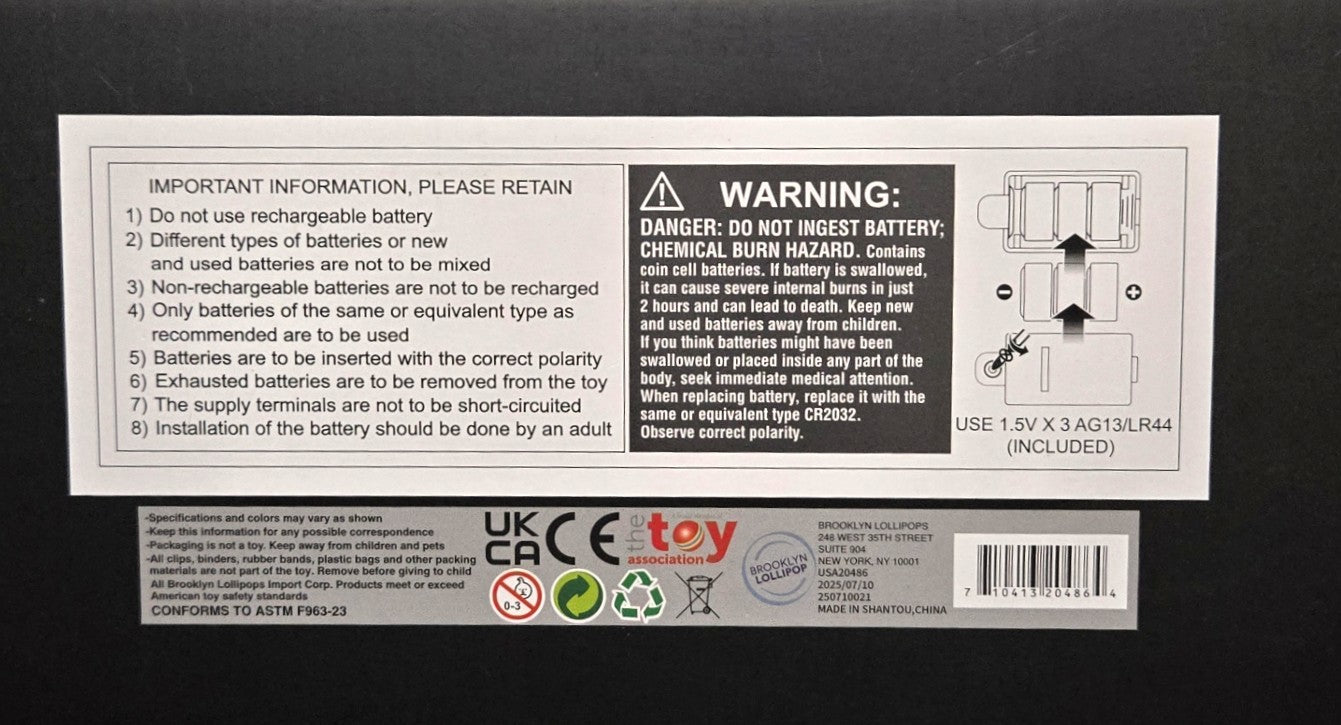 IMPORTANT INFORMATION, PLEASE RETAIN
1) Do not use rechargeable battery
2) Different types of batteries or new
and used batteries are not to be mixed
3) Non-rechargeable batteries are not to be recharged
4) Only batteries of the same or equivalent type as
recommended are to be used
5) Batteries are to be inserted with the correct polarity
6) Exhausted batteries are to be removed from the toy
7) The supply terminals are not to be short-circuited
8) Installation of the battery should be done by an adult
WARNING:
DANGER: DO NOT INGEST BATTERY;
CHEMICAL BURN HAZARD. Contains
coin cell batteries. If battery is swallowed,
it can cause severe internal burns in just
2 hours and can lead to death. Keep new
and used batteries away from children.
If you think batteries might have been
swallowed or placed inside any part of the
body, seek immediate medical attention.
When replacing battery, replace it with the
same or equivalent type CR2032.
Observe correct polarity.
USE 1.5V X 3 AG13/LR44
(INCLUDED)
-Specifications and colors may vary as shown
-Keep this information for any possible correspondence
-Packaging is not a toy. Keep away from children and pets
-All clips, binders, rubber bands, plastic bags and other packing
materials are not part of the toy. Remove before giving to child
All Brooklyn Lollipops Import Corp. Products meet or exceed
American toy safety standards
CONFORMS TO ASTM F963-23
UK
CA
CE
the toy
association
0-3
BROOKLYN
LOLLIPOP
BROOKLYN LOLLIPOPS
248 WEST 35TH STREET
SUITE 904
NEW YORK, NY 10001
USA20486
2025/07/10
250710021
MADE IN SHANTOU,CHINA
7 10413 20486 4